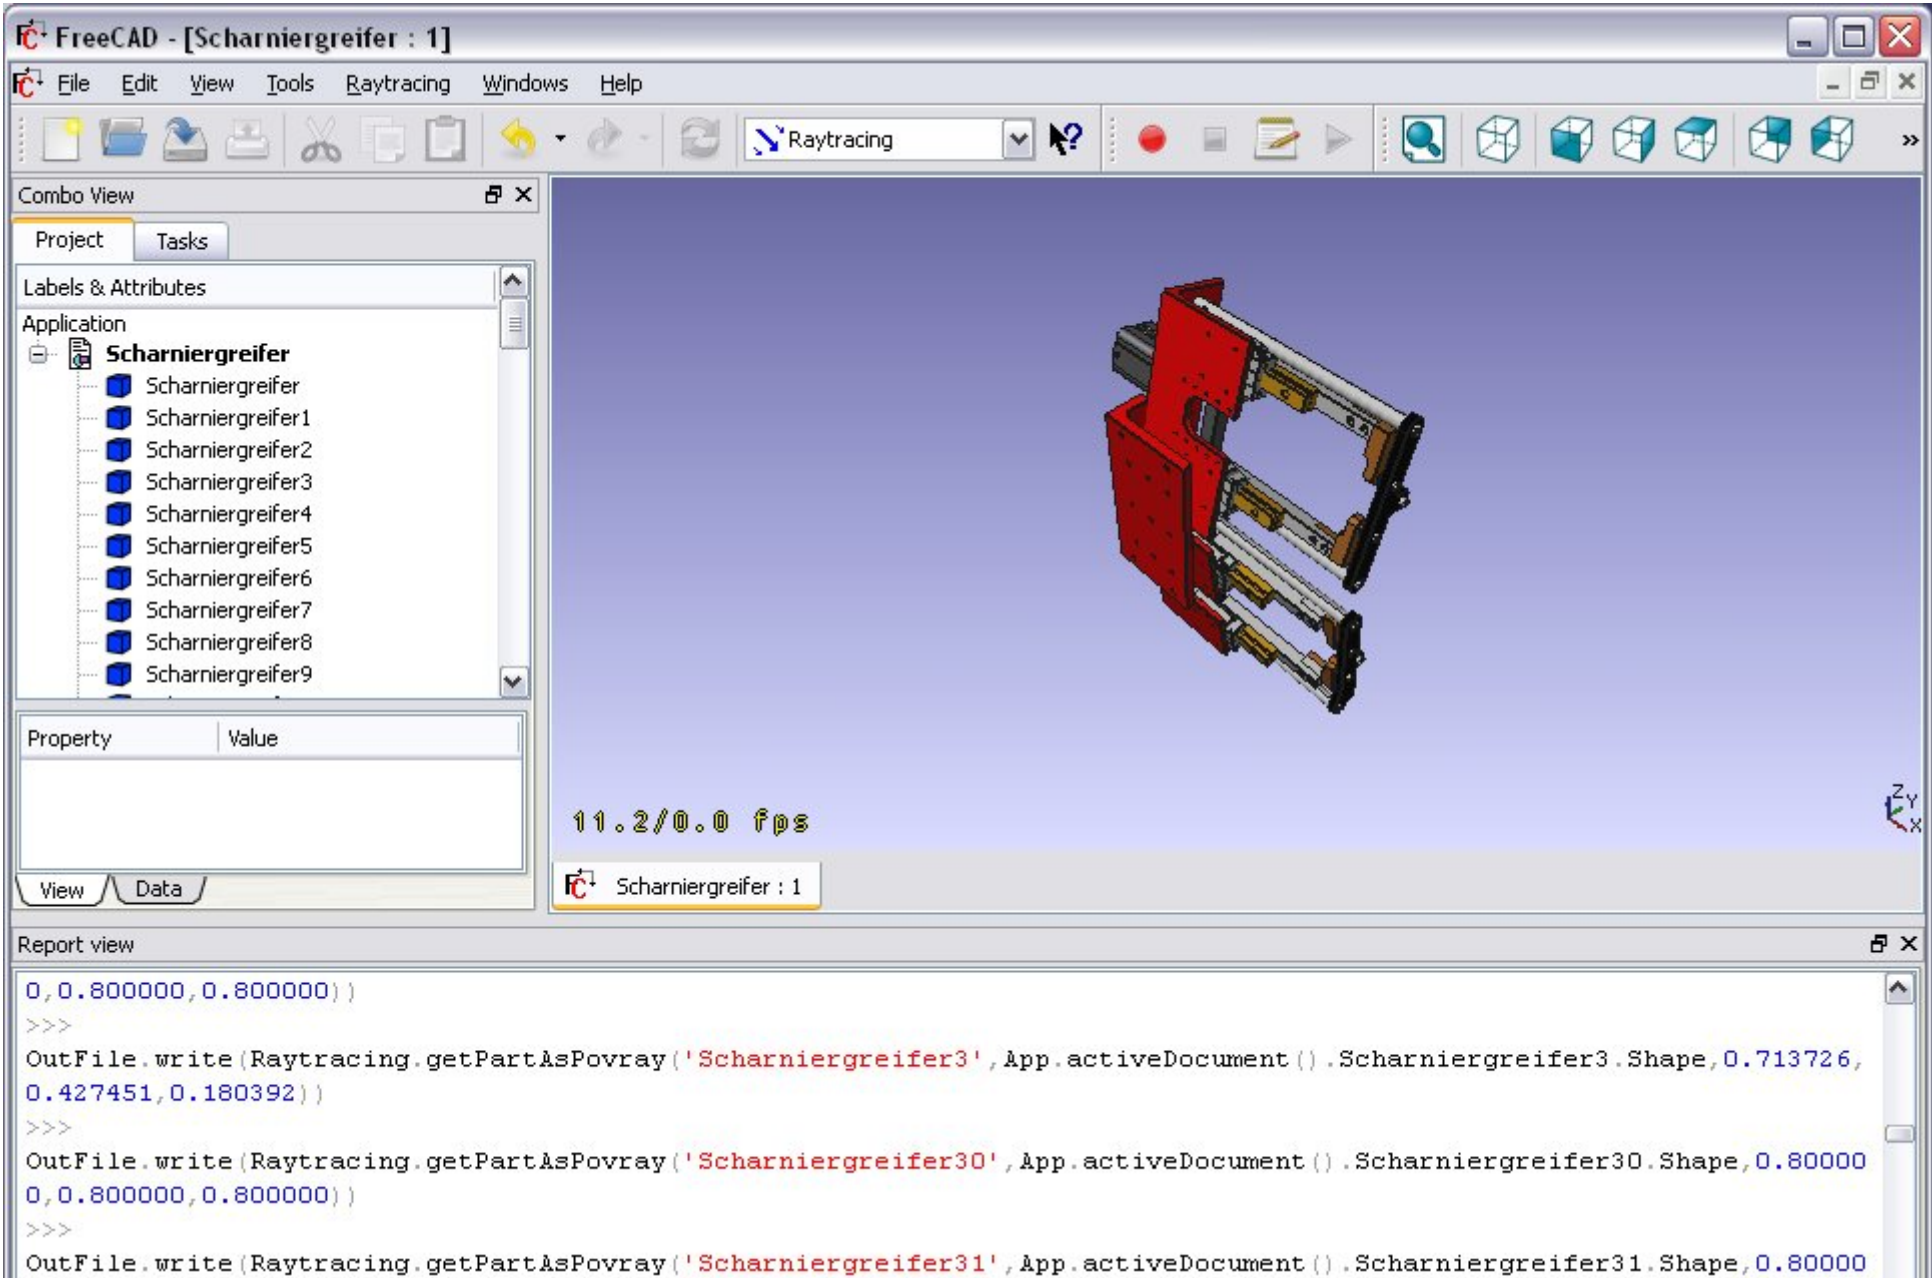 FreeCAD - [Scharniergreifer : 1]
File Edit View Tools Raytracing Windows Help
Raytracing
Combo View
Project Tasks
Labels & Attributes
Application
Scharniergreifer
Scharniergreifer
Scharniergreifer1
Scharniergreifer2
Scharniergreifer3
Scharniergreifer4
Scharniergreifer5
Scharniergreifer6
Scharniergreifer7
Scharniergreifer8
Scharniergreifer9
Property Value
View Data
11.2/0.0 fps
Z
Y
X
Scharniergreifer : 1
Report view
0,0.800000,0.800000))
>>>
OutFile.write(Raytracing.getPartAsPovray('Scharniergreifer3',App.activeDocument().Scharniergreifer3.Shape,0.713726,
0.427451,0.180392))
>>>
OutFile.write(Raytracing.getPartAsPovray('Scharniergreifer30',App.activeDocument().Scharniergreifer30.Shape,0.80000
0,0.800000,0.800000))
>>>
OutFile.write(Raytracing.getPartAsPovray('Scharniergreifer31',App.activeDocument().Scharniergreifer31.Shape,0.80000